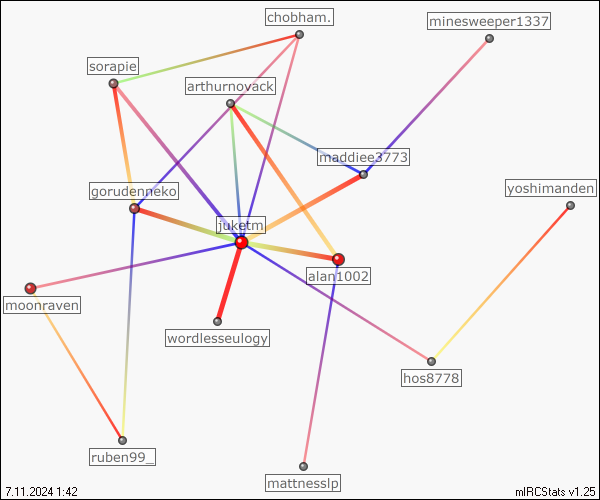 chobham.
minesweeper1337
sorapie
arthurnovack
maddiee3773
gorudenneko
yoshimanden
juketm
alan1002
moonraven
wordlesseulogy
hos8778
ruben99_
mattnesslp
7.11.2024 1:42
mIRCStats v1.25